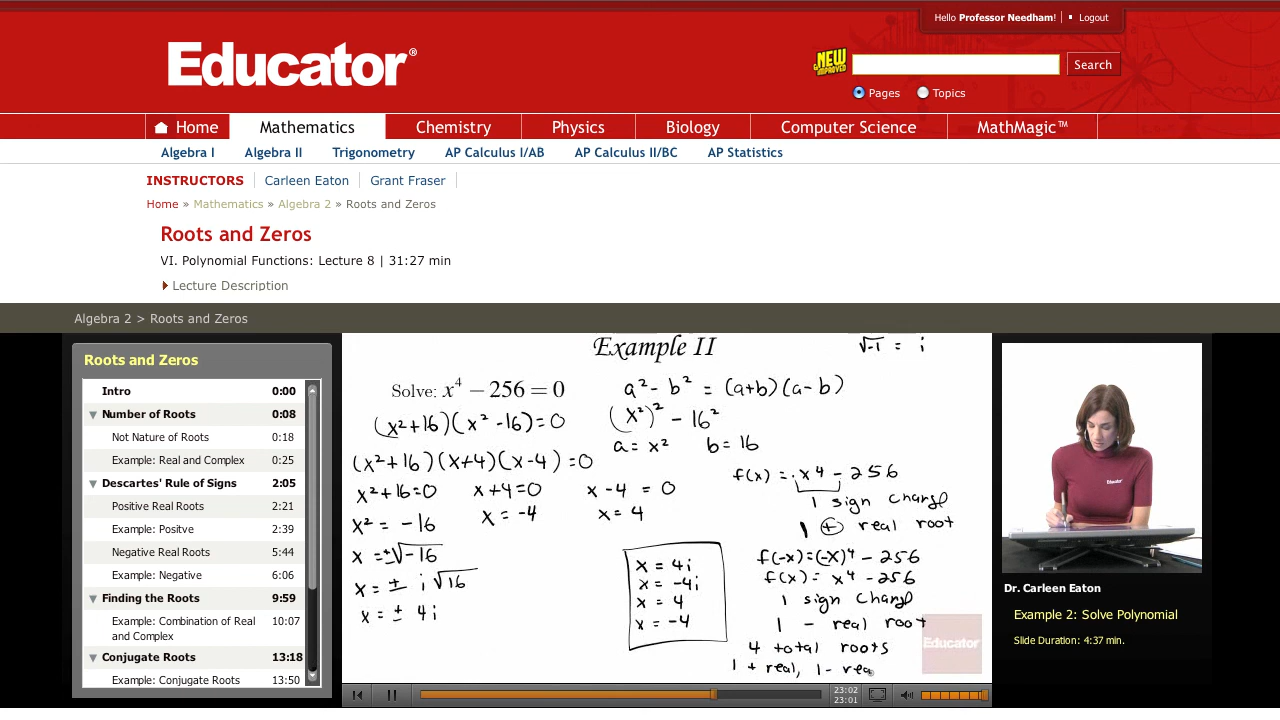 Hello Professor Needham! Logout
Educator®
NEW
& IMPROVED
Search
Pages Topics
Home Mathematics Chemistry Physics Biology Computer Science MathMagic™
Algebra I Algebra II Trigonometry AP Calculus I/AB AP Calculus II/BC AP Statistics
INSTRUCTORS Carleen Eaton Grant Fraser
Home » Mathematics » Algebra 2 » Roots and Zeros
Roots and Zeros
VI. Polynomial Functions: Lecture 8 | 31:27 min
Lecture Description
Algebra 2 > Roots and Zeros
Roots and Zeros
Intro 0:00
Number of Roots 0:08
Not Nature of Roots 0:18
Example: Real and Complex 0:25
Descartes' Rule of Signs 2:05
Positive Real Roots 2:21
Example: Positve 2:39
Negative Real Roots 5:44
Example: Negative 6:06
Finding the Roots 9:59
Example: Combination of Real 10:07
and Complex
Conjugate Roots 13:18
Example: Conjugate Roots 13:50
Example II
√-1 = i
Solve: x⁴ − 256 = 0
(x²+16)(x²-16)=0
(x²+16)(x+4)(x-4)=0
x²+16=0 x+4=0 x-4=0
x²=-16 x=-4 x=4
x=±√-16
x=± i√16
x=± 4i
a²-b² = (a+b)(a-b)
(x²)²-16²
a=x² b=16
x=4i
x=-4i
x=4
x=-4
f(x)=x⁴-256
1 sign change
1 + real root
f(-x)=(-x)⁴-256
f(x)=x⁴-256
1 sign change
1 - real root
4 total roots
1 + real, 1- rea
Educator
23:02
23:01
Educator
Dr. Carleen Eaton
Example 2: Solve Polynomial
Slide Duration: 4:37 min.